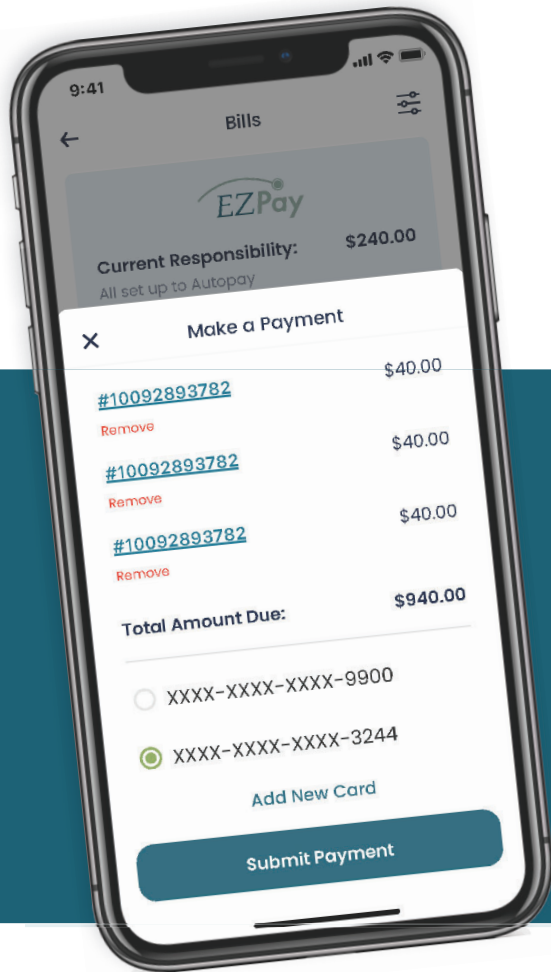 9:41
Bills
EZPay
Current Responsibility: $240.00
All set up to Autopay
Make a Payment
#10092893782 $40.00
Remove
#10092893782 $40.00
Remove
#10092893782 $40.00
Remove
Total Amount Due: $940.00
XXXX-XXXX-XXXX-9900
XXXX-XXXX-XXXX-3244
Add New Card
Submit Payment